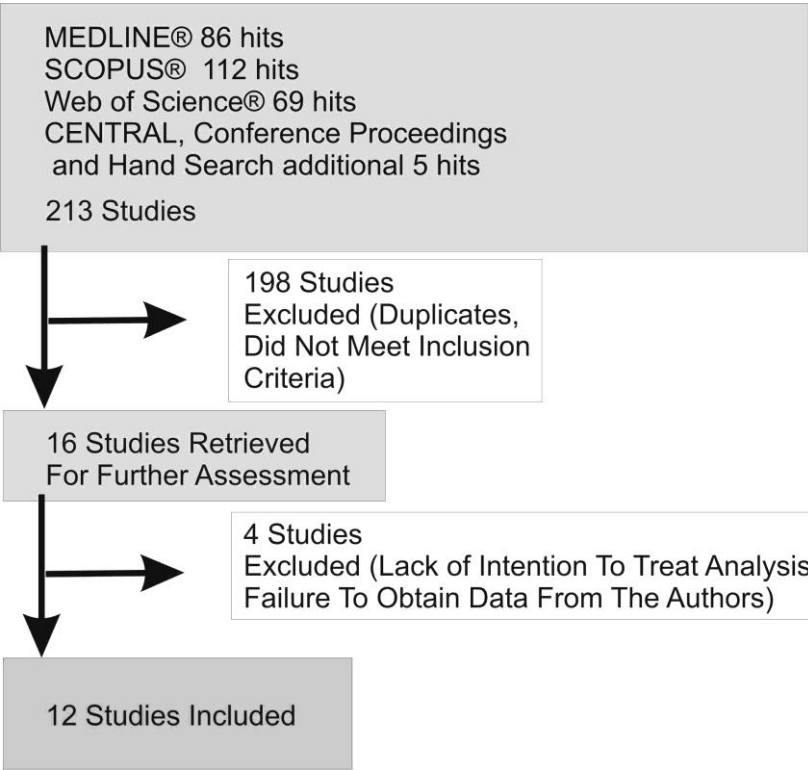 MEDLINE® 86 hits
SCOPUS® 112 hits
Web of Science® 69 hits
CENTRAL, Conference Proceedings
and Hand Search additional 5 hits
213 Studies
198 Studies
Excluded (Duplicates,
Did Not Meet Inclusion
Criteria)
16 Studies Retrieved
For Further Assessment
4 Studies
Excluded (Lack of Intention To Treat Analysis
Failure To Obtain Data From The Authors)
12 Studies Included